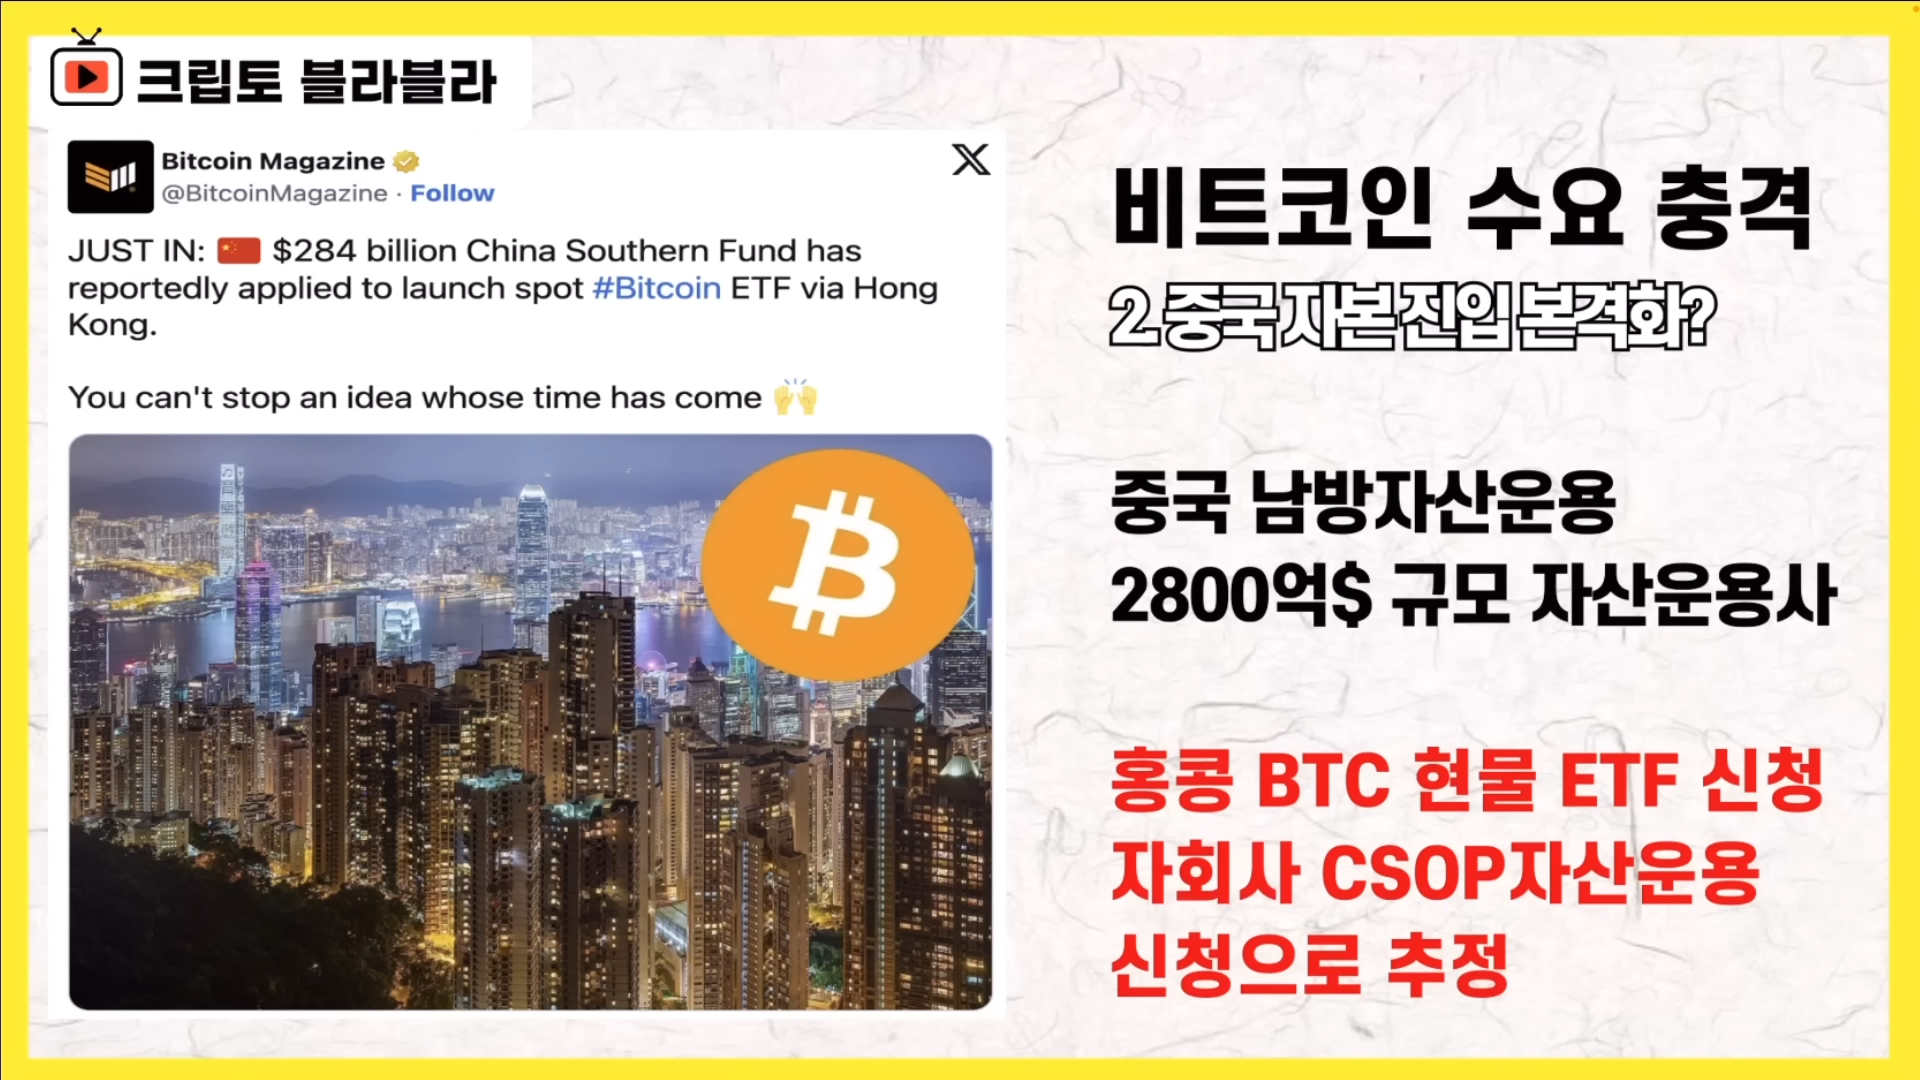 크립토 블라블라
Bitcoin Magazine
@BitcoinMagazine · Follow
JUST IN: 🇨🇳 $284 billion China Southern Fund has
reportedly applied to launch spot #Bitcoin ETF via Hong
Kong.
You can't stop an idea whose time has come 🙌
비트코인 수요 충격
2. 중국 자본 진입 본격화?
중국 남방자산운용
2800억$ 규모 자산운용사
홍콩 BTC 현물 ETF 신청
자회사 CSOP자산운용
신청으로 추정